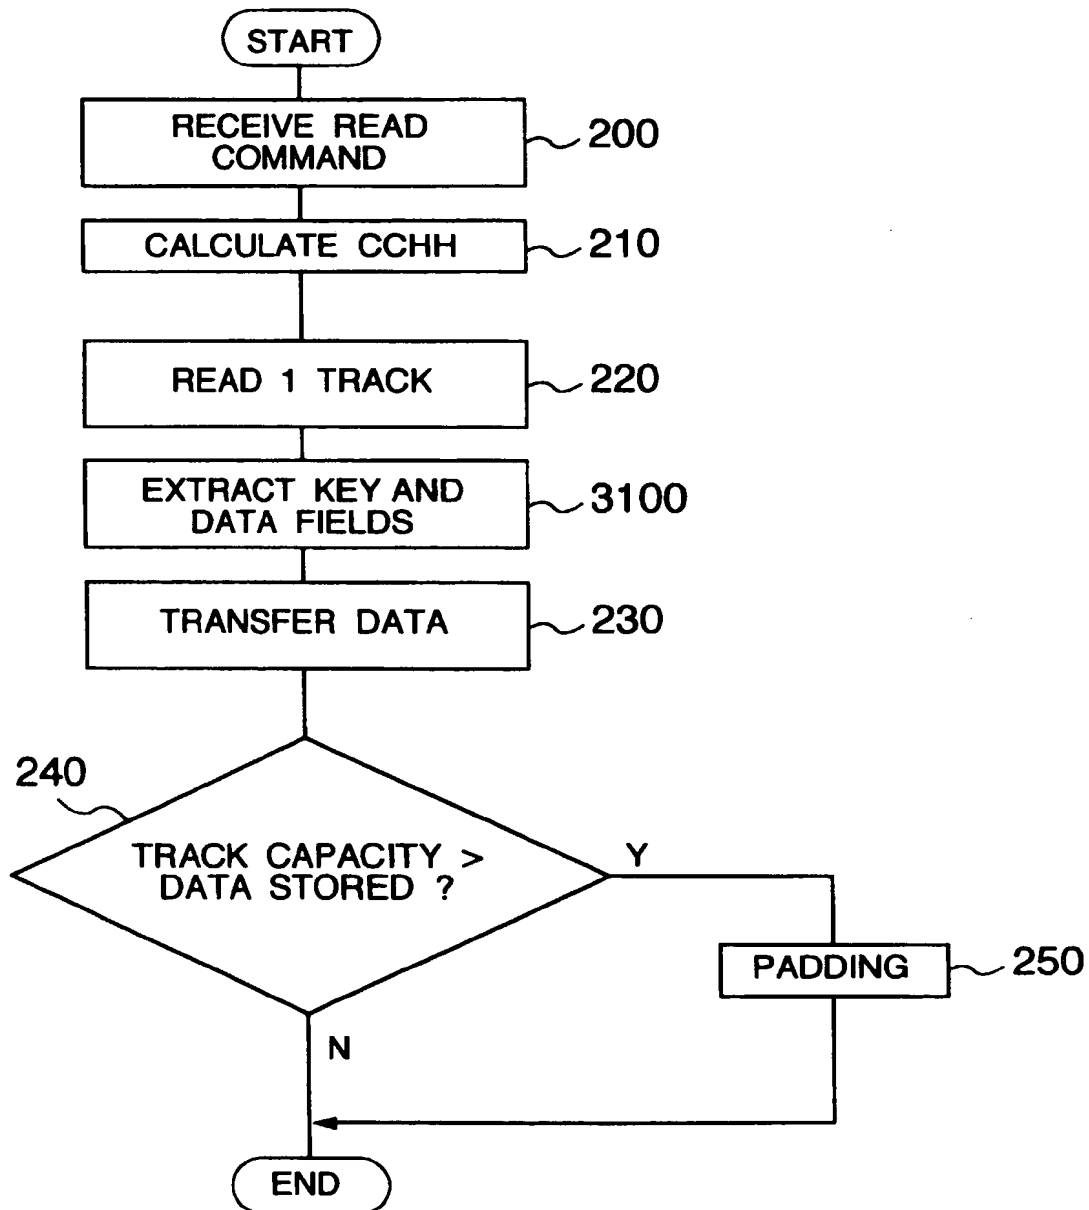 START
RECEIVE READ
COMMAND
200
CALCULATE CCHH
210
READ 1 TRACK
220
EXTRACT KEY AND
DATA FIELDS
3100
TRANSFER DATA
230
240
TRACK CAPACITY >
DATA STORED ?
Y
PADDING
250
N
END